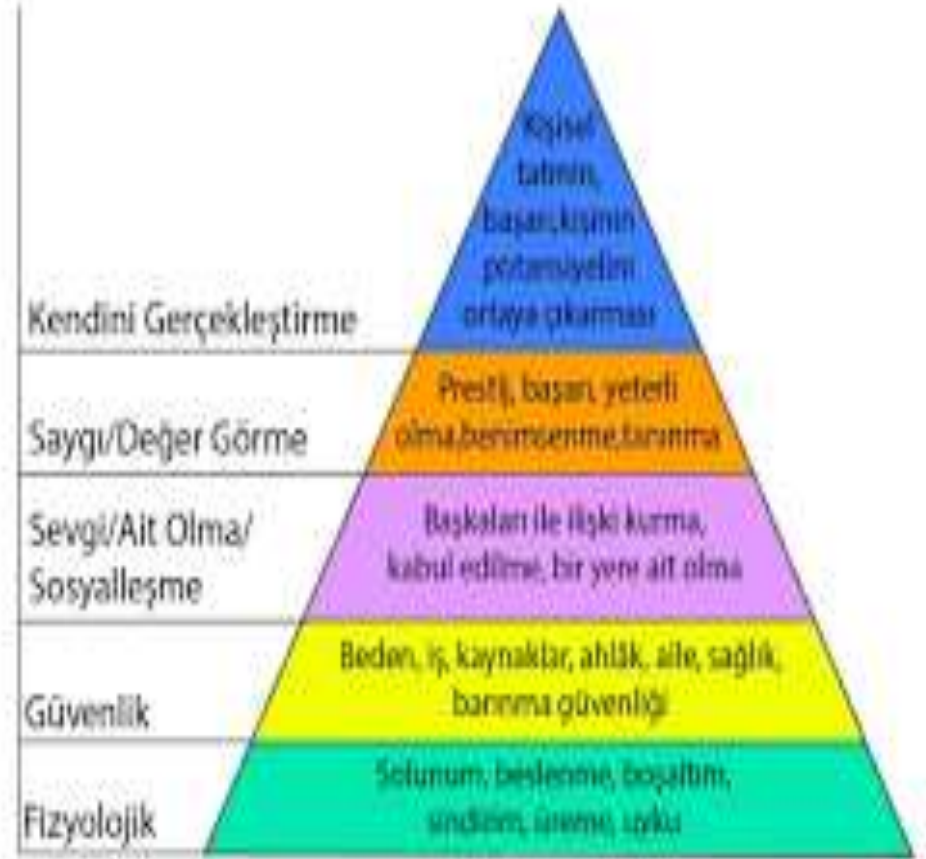 Kişisel
tatmin,
başarı,kişinin
potansiyelini
ortaya çıkarması
Kendini Gerçekleştirme
Prestij, başarı, yeterli
olma,benimsenme,tanınma
Saygı/Değer Görme
Başkaları ile ilişki kurma,
kabul edilme, bir yere ait olma
Sevgi/Ait Olma/
Sosyalleşme
Beden, iş, kaynaklar, ahlâk, aile, sağlık,
barınma güvenliği
Güvenlik
Solunum, beslenme, boşaltım,
sindirim, üreme, uyku
Fizyolojik